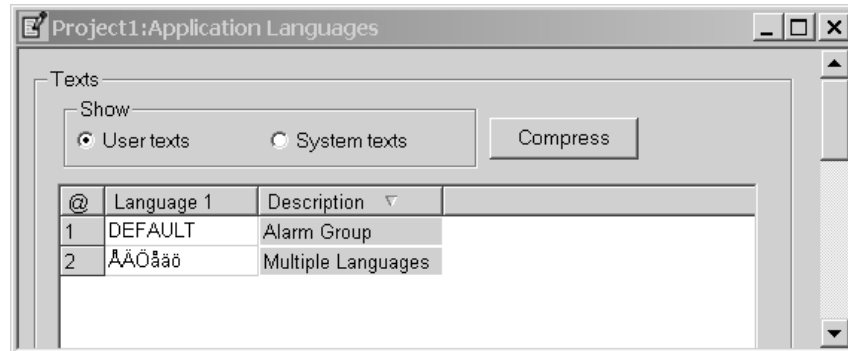 Project1:Application Languages
Texts
Show
User texts System texts Compress
@ Language 1 Description
1 DEFAULT Alarm Group
2 ÅÄÖåäö Multiple Languages